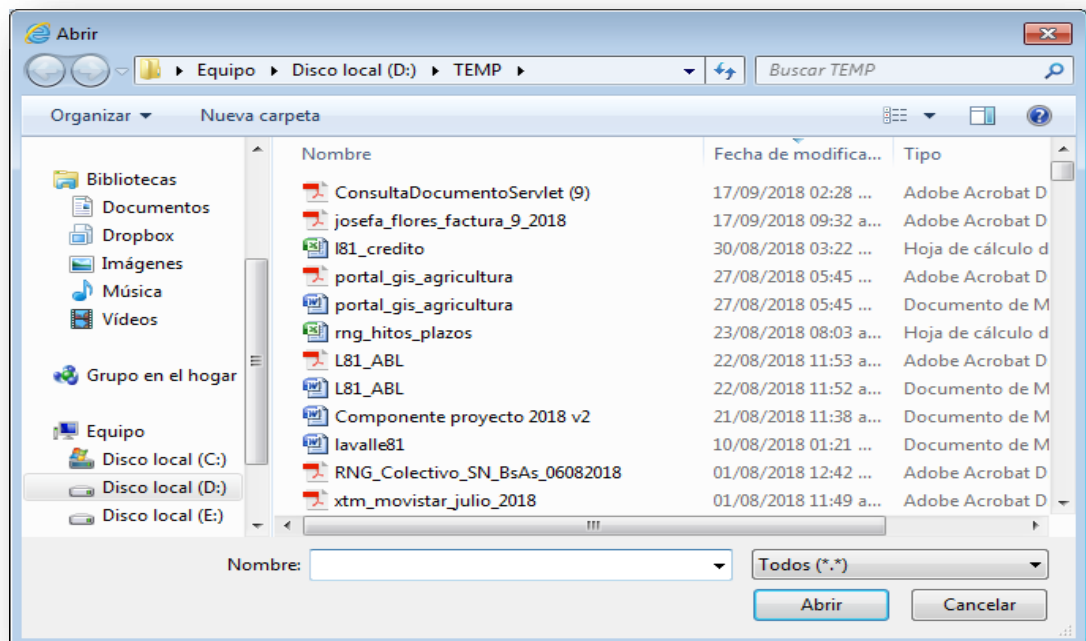 Abrir
Equipo Disco local (D:) TEMP Buscar TEMP
Organizar Nueva carpeta
Nombre Fecha de modifica... Tipo
Bibliotecas
Documentos
Dropbox
Imágenes
Música
Vídeos
Grupo en el hogar
Equipo
Disco local (C:)
Disco local (D:)
Disco local (E:)
ConsultaDocumentoServlet (9) 17/09/2018 02:28 ... Adobe Acrobat D
josefa_flores_factura_9_2018 17/09/2018 09:32 a... Adobe Acrobat D
l81_credito 30/08/2018 03:22 ... Hoja de cálculo d
portal_gis_agricultura 27/08/2018 05:45 ... Adobe Acrobat D
portal_gis_agricultura 27/08/2018 05:45 ... Documento de M
rng_hitos_plazos 23/08/2018 08:03 a... Hoja de cálculo d
L81_ABL 22/08/2018 11:53 a... Adobe Acrobat D
L81_ABL 22/08/2018 11:52 a... Documento de M
Componente proyecto 2018 v2 21/08/2018 11:38 a... Documento de M
lavalle81 10/08/2018 01:21 ... Documento de M
RNG_Colectivo_SN_BsAs_06082018 01/08/2018 12:42 ... Adobe Acrobat D
xtm_movistar_julio_2018 01/08/2018 11:49 a... Adobe Acrobat D
Nombre: Todos (*.*)
Abrir Cancelar